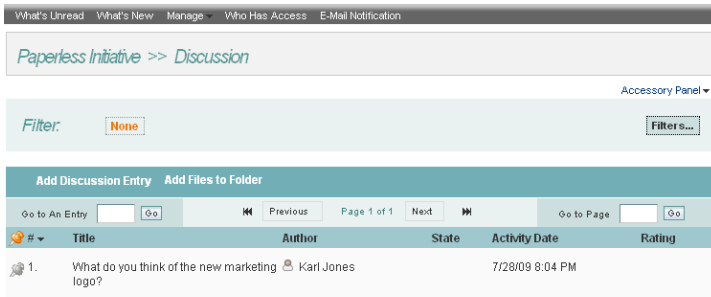 What's Unread What's New Manage Who Has Access E-Mail Notification
Paperless Initiative >> Discussion
Accessory Panel
Filter: None Filters...
Add Discussion Entry Add Files to Folder
Go to An Entry Go Previous Page 1 of 1 Next Go to Page Go
# Title Author State Activity Date Rating
1. What do you think of the new marketing Karl Jones 7/28/09 8:04 PM
logo?